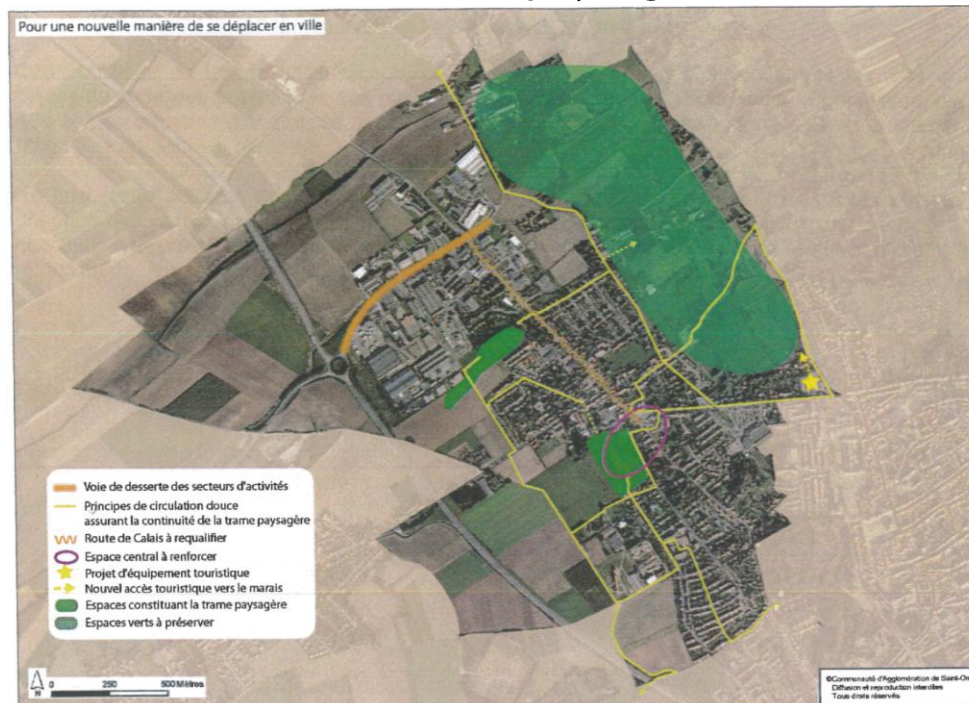 Pour une nouvelle manière de se déplacer en ville
Voie de desserte des secteurs d'activités
Principes de circulation douce
assurant la continuité de la trame paysagère
Route de Calais à requalifier
Espace central à renforcer
Projet d'équipement touristique
Nouvel accès touristique vers le marais
Espaces constituant la trame paysagère
Espaces verts à préserver
N
0 250 500 Mètres
©Communauté d'Agglomération de Saint-Om
Diffusion et reproduction interdites
Tous droits réservés